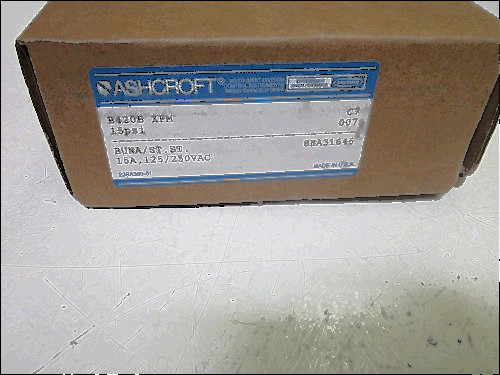 ASHCROFT®
B420B XFM C7
15psi 007
BUNA/ST.ST.
15A, 125/250VAC
MADE IN U.S.A.